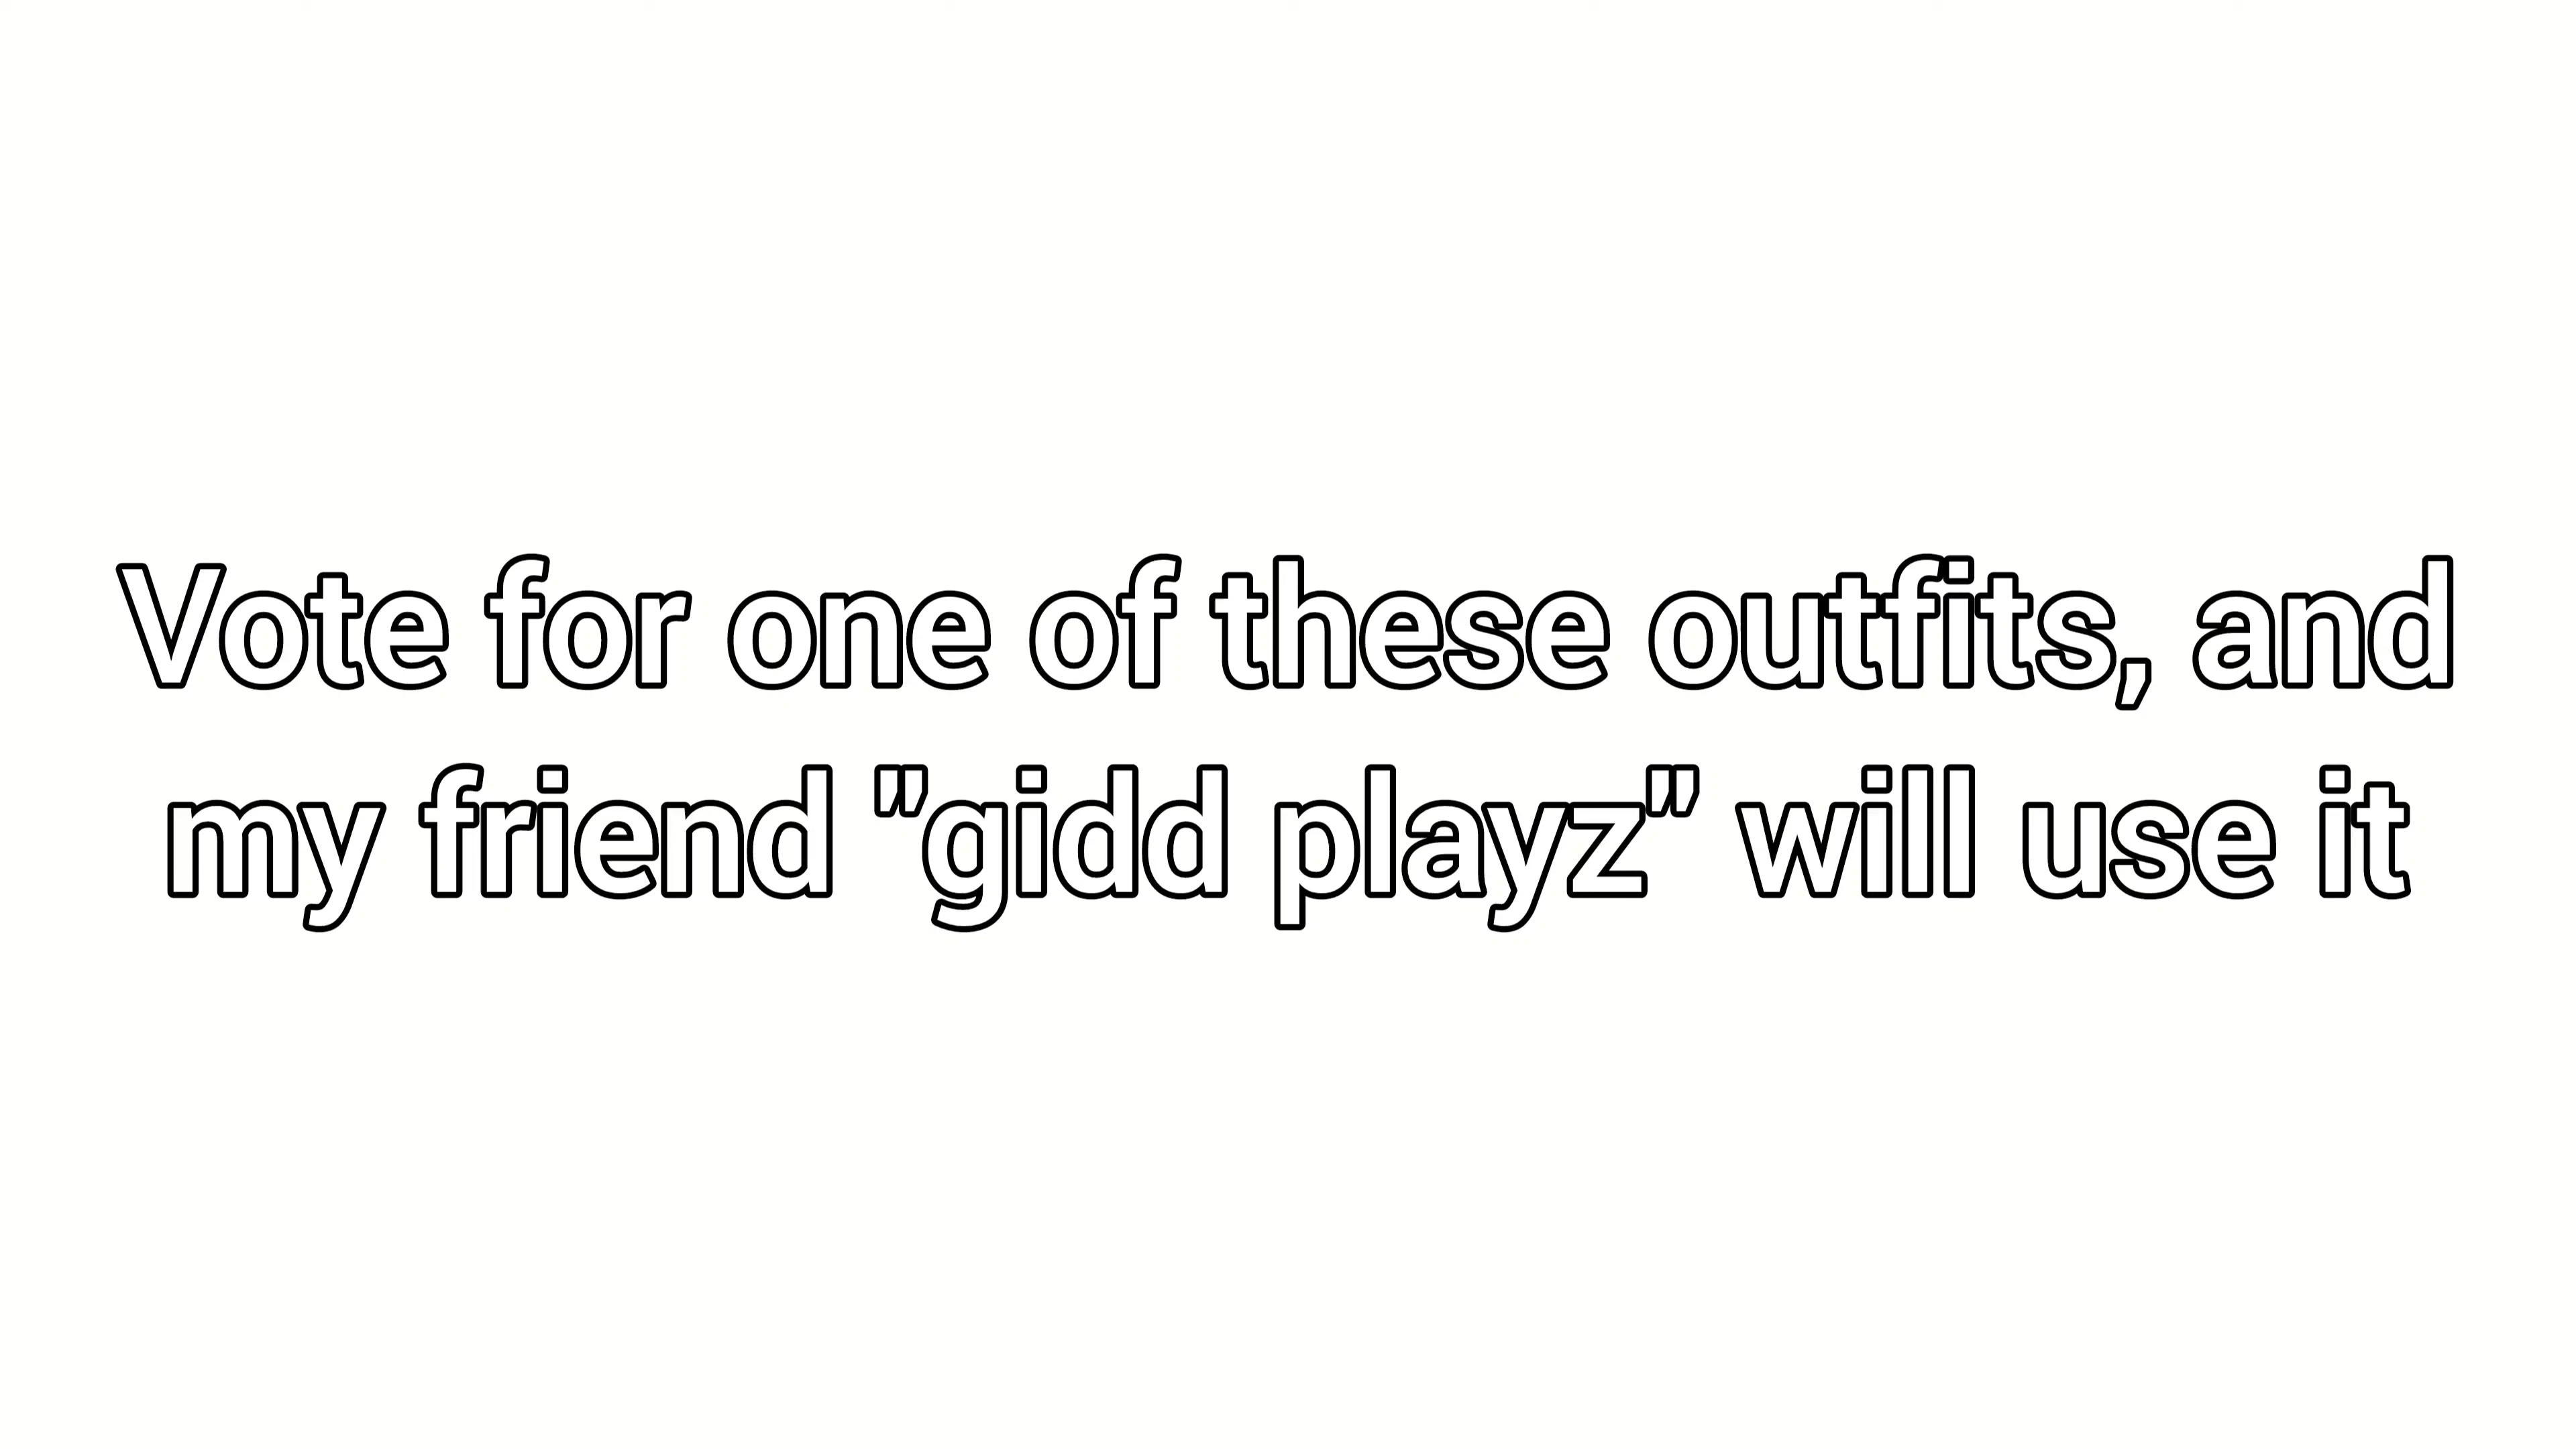 Vote for one of these outfits, and
my friend "gidd playz" will use it